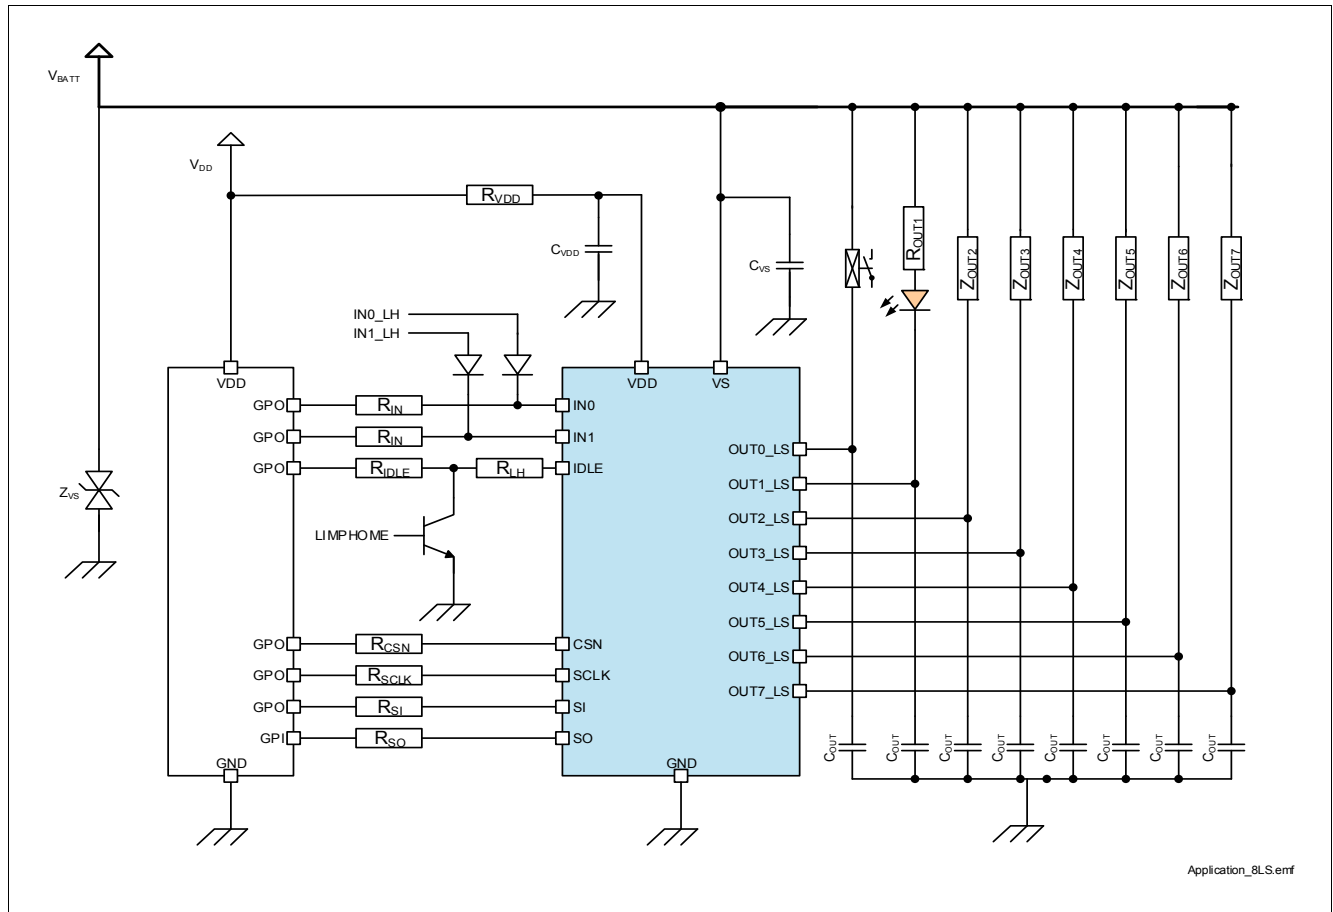 VBATT
VDD
RVDD
CVDD
CVS
ROUT1
ZOUT2
ZOUT3
ZOUT4
ZOUT5
ZOUT6
ZOUT7
IN0_LH
IN1_LH
VDD
VDD
VS
GPO
RIN
IN0
GPO
RIN
IN1
GPO
RIDLE
RLH
IDLE
OUT0_LS
OUT1_LS
OUT2_LS
OUT3_LS
OUT4_LS
OUT5_LS
OUT6_LS
OUT7_LS
ZVS
LIMPHOME
GPO
RCSN
CSN
GPO
RSCLK
SCLK
GPO
RSI
SI
GPI
RSO
SO
COUT
COUT
COUT
COUT
COUT
COUT
COUT
COUT
GND
GND
Application_8LS.emf